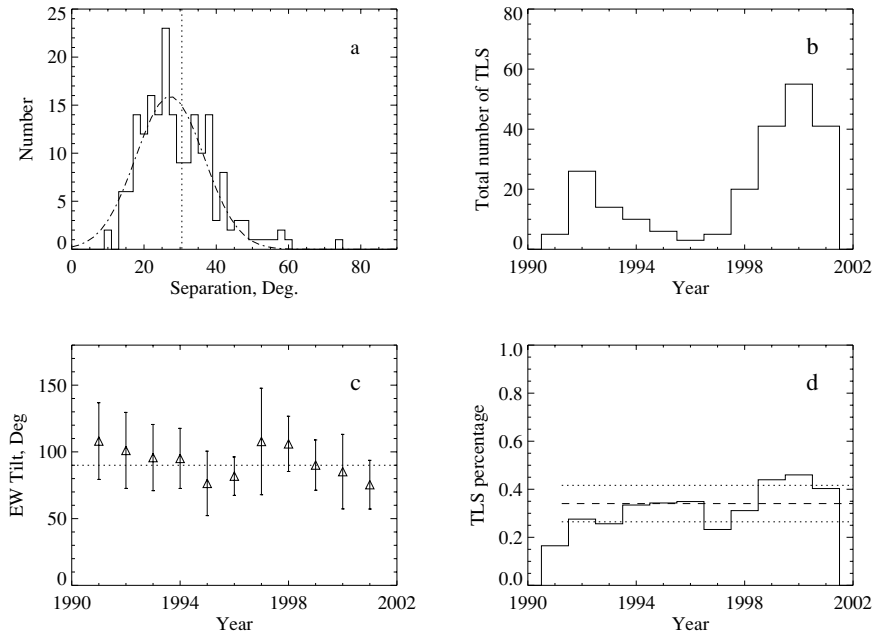 a
25
20
15
10
5
0
Number
0 20 40 60 80
Separation, Deg.
b
80
60
40
20
0
Total number of TLS
1990 1994 1998 2002
Year
c
150
100
50
0
EW Tilt, Deg
1990 1994 1998 2002
Year
d
1.0
0.8
0.6
0.4
0.2
0.0
TLS percentage
1990 1994 1998 2002
Year